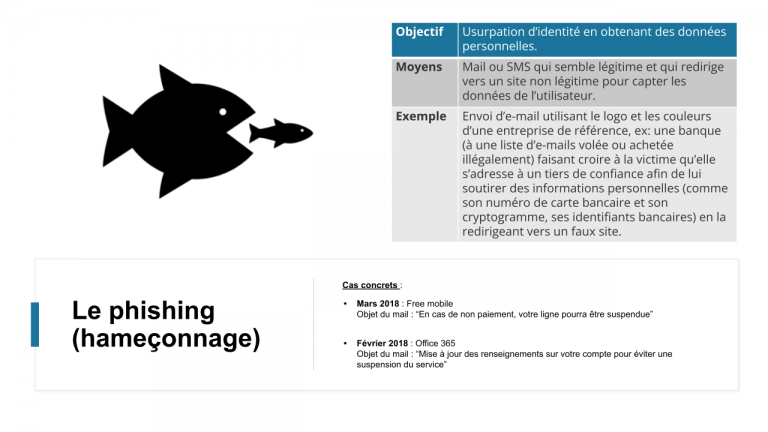 Objectif
Usurpation d’identité en obtenant des données
personnelles.
Moyens
Mail ou SMS qui semble légitime et qui redirige
vers un site non légitime pour capter les
données de l’utilisateur.
Exemple
Envoi d’e-mail utilisant le logo et les couleurs
d’une entreprise de référence, ex: une banque
(à une liste d’e-mails volée ou achetée
illégalement) faisant croire à la victime qu’elle
s’adresse à un tiers de confiance afin de lui
soutirer des informations personnelles (comme
son numéro de carte bancaire et son
cryptogramme, ses identifiants bancaires) en la
redirigeant vers un faux site.
Le phishing
(hameçonnage)
Cas concrets :
• Mars 2018 : Free mobile
Objet du mail : “En cas de non paiement, votre ligne pourra être suspendue”
• Février 2018 : Office 365
Objet du mail : “Mise à jour des renseignements sur votre compte pour éviter une
suspension du service”